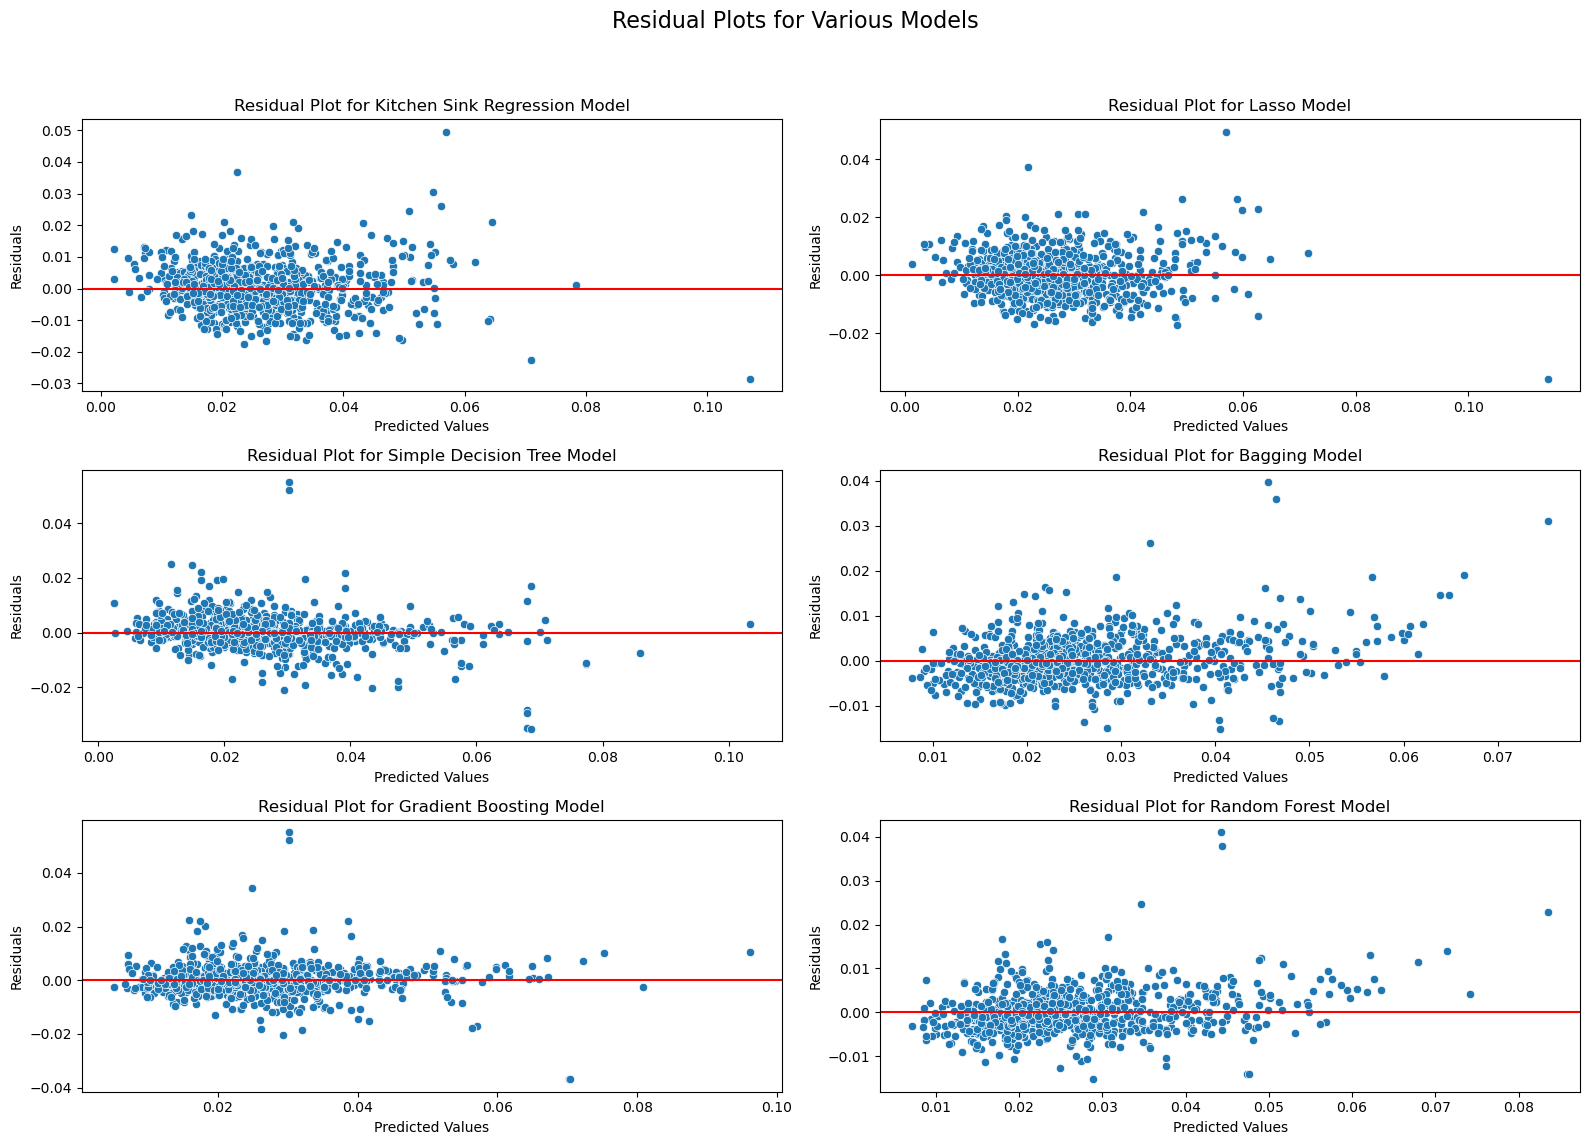 Residual Plots for Various Models
Residual Plot for Kitchen Sink Regression Model
0.05
0.04
0.03
0.02
0.01
0.00
−0.01
−0.02
−0.03
Residuals
0.00 0.02 0.04 0.06 0.08 0.10
Predicted Values
Residual Plot for Lasso Model
0.04
0.02
0.00
−0.02
Residuals
0.00 0.02 0.04 0.06 0.08 0.10
Predicted Values
Residual Plot for Simple Decision Tree Model
0.04
0.02
0.00
−0.02
Residuals
0.00 0.02 0.04 0.06 0.08 0.10
Predicted Values
Residual Plot for Bagging Model
0.04
0.03
0.02
0.01
0.00
−0.01
Residuals
0.01 0.02 0.03 0.04 0.05 0.06 0.07
Predicted Values
Residual Plot for Gradient Boosting Model
0.04
0.02
0.00
−0.02
−0.04
Residuals
0.02 0.04 0.06 0.08 0.10
Predicted Values
Residual Plot for Random Forest Model
0.04
0.03
0.02
0.01
0.00
−0.01
Residuals
0.01 0.02 0.03 0.04 0.05 0.06 0.07 0.08
Predicted Values